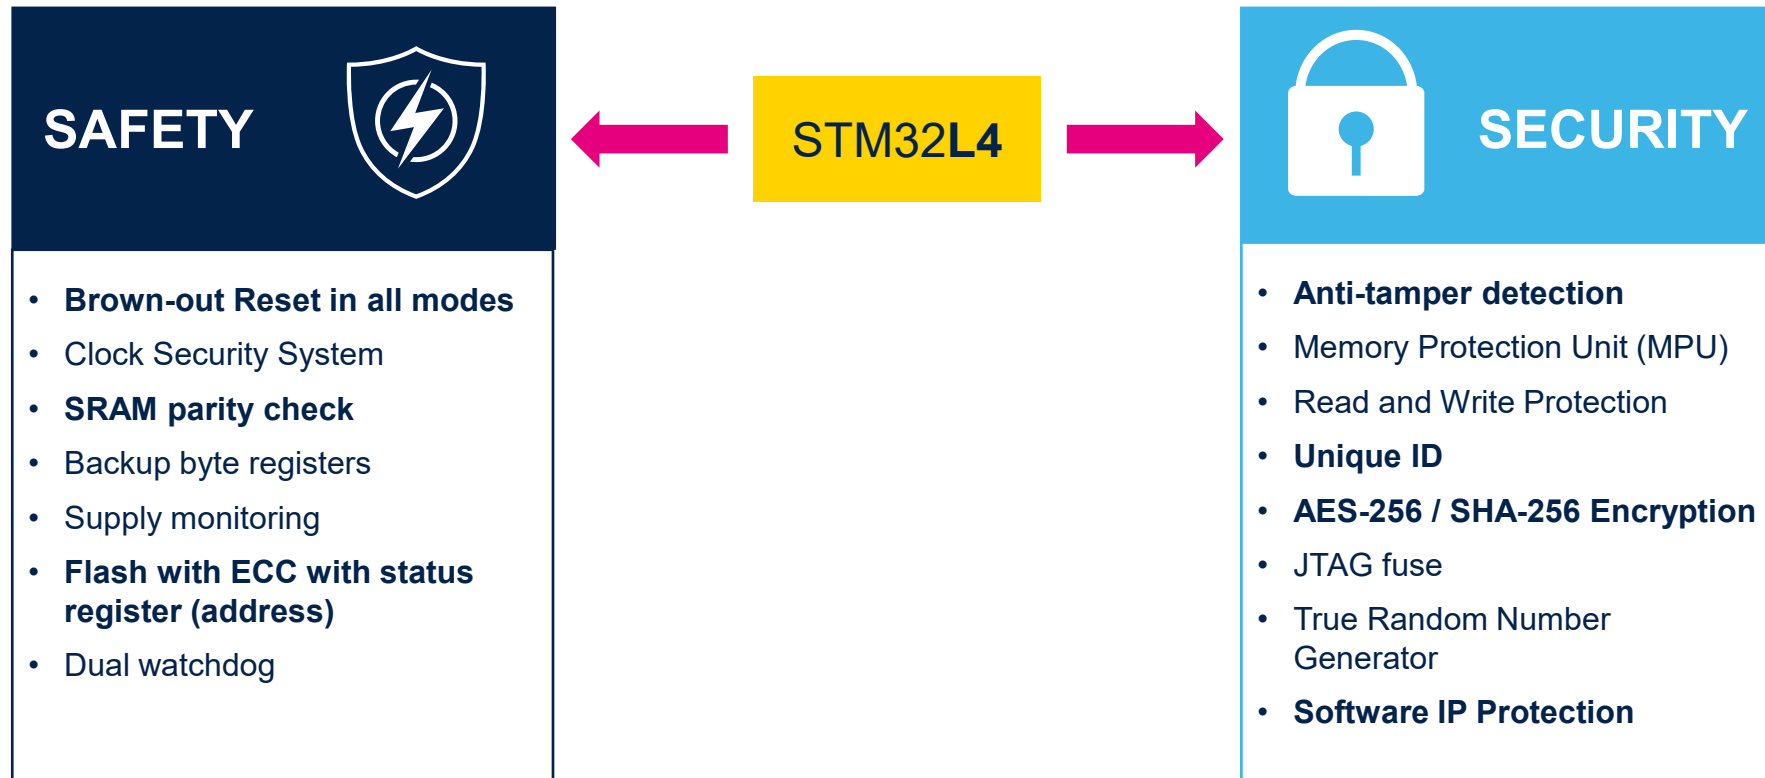 SAFETY
STM32L4
SECURITY
• Brown-out Reset in all modes
• Clock Security System
• SRAM parity check
• Backup byte registers
• Supply monitoring
• Flash with ECC with status
register (address)
• Dual watchdog
• Anti-tamper detection
• Memory Protection Unit (MPU)
• Read and Write Protection
• Unique ID
• AES-256 / SHA-256 Encryption
• JTAG fuse
• True Random Number
Generator
• Software IP Protection